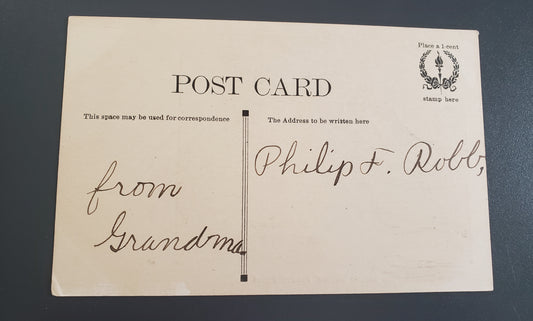 Place a 1-cent
stamp here
POST CARD
This space may be used for correspondence
The Address to be written here
from
Grandma
Philip F. Robb,